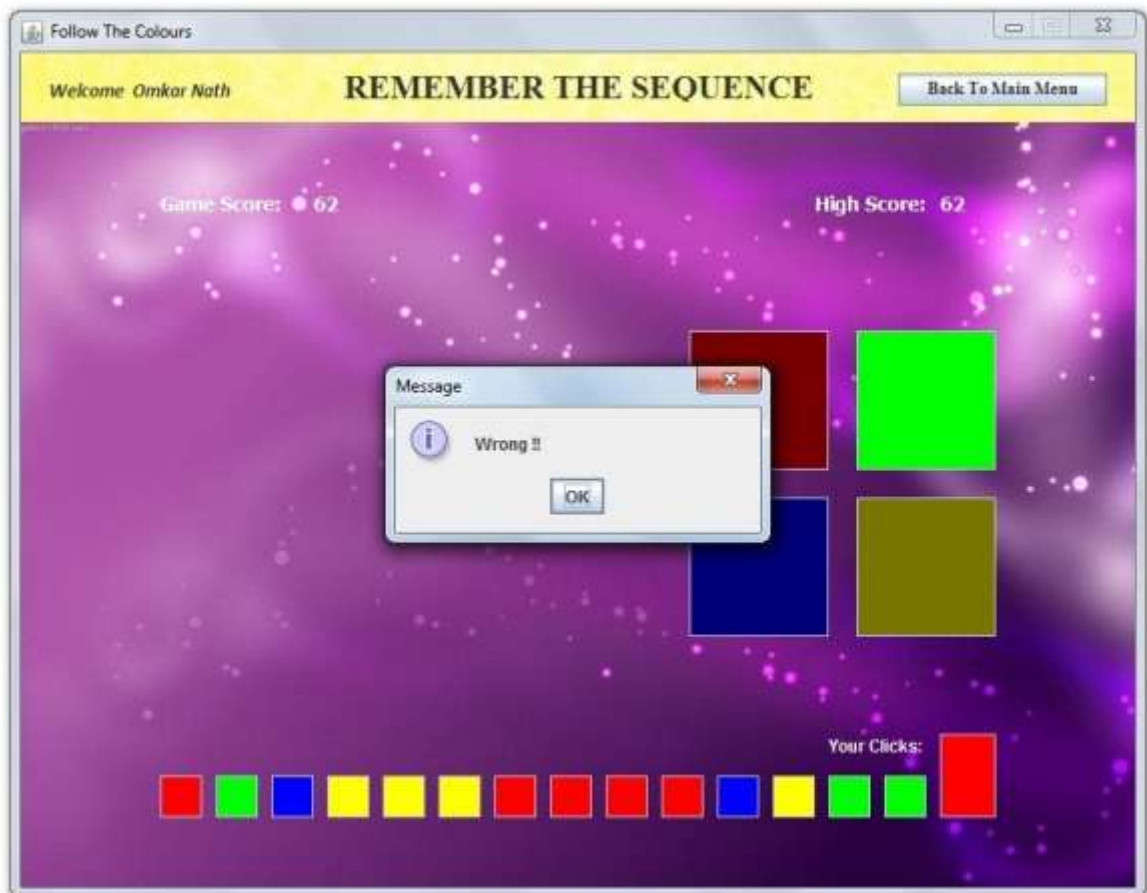 Follow The Colours
Welcome Omkar Nath
REMEMBER THE SEQUENCE
Back To Main Menu
Game Score: 62
High Score: 62
Message
Wrong !!
OK
Your Clicks: